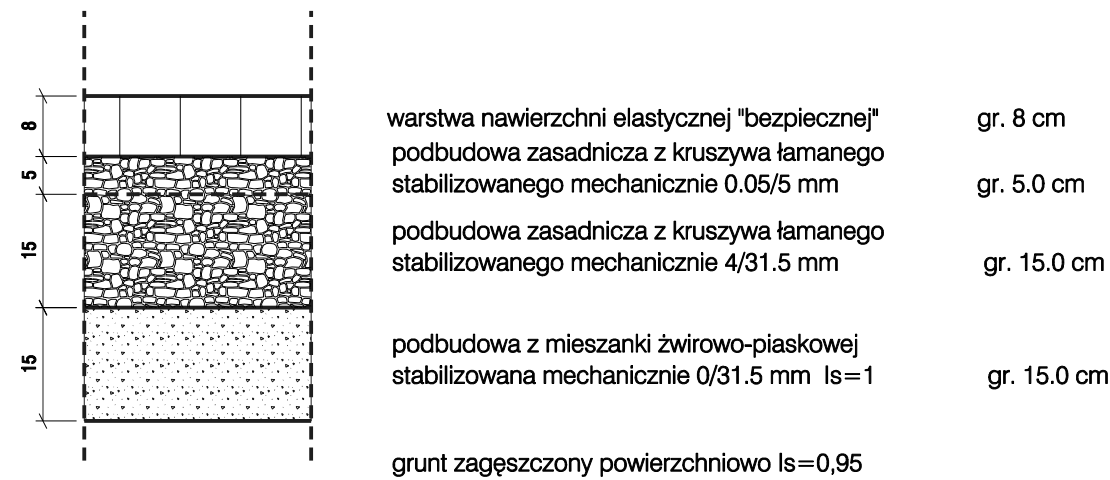 8
5
15
15
warstwa nawierzchni elastycznej "bezpiecznej" gr. 8 cm
podbudowa zasadnicza z kruszywa łamanego
stabilizowanego mechanicznie 0.05/5 mm gr. 5.0 cm
podbudowa zasadnicza z kruszywa łamanego
stabilizowanego mechanicznie 4/31.5 mm gr. 15.0 cm
podbudowa z mieszanki żwirowo-piaskowej
stabilizowana mechanicznie 0/31.5 mm Is=1 gr. 15.0 cm
grunt zagęszczony powierzchniowo Is=0,95